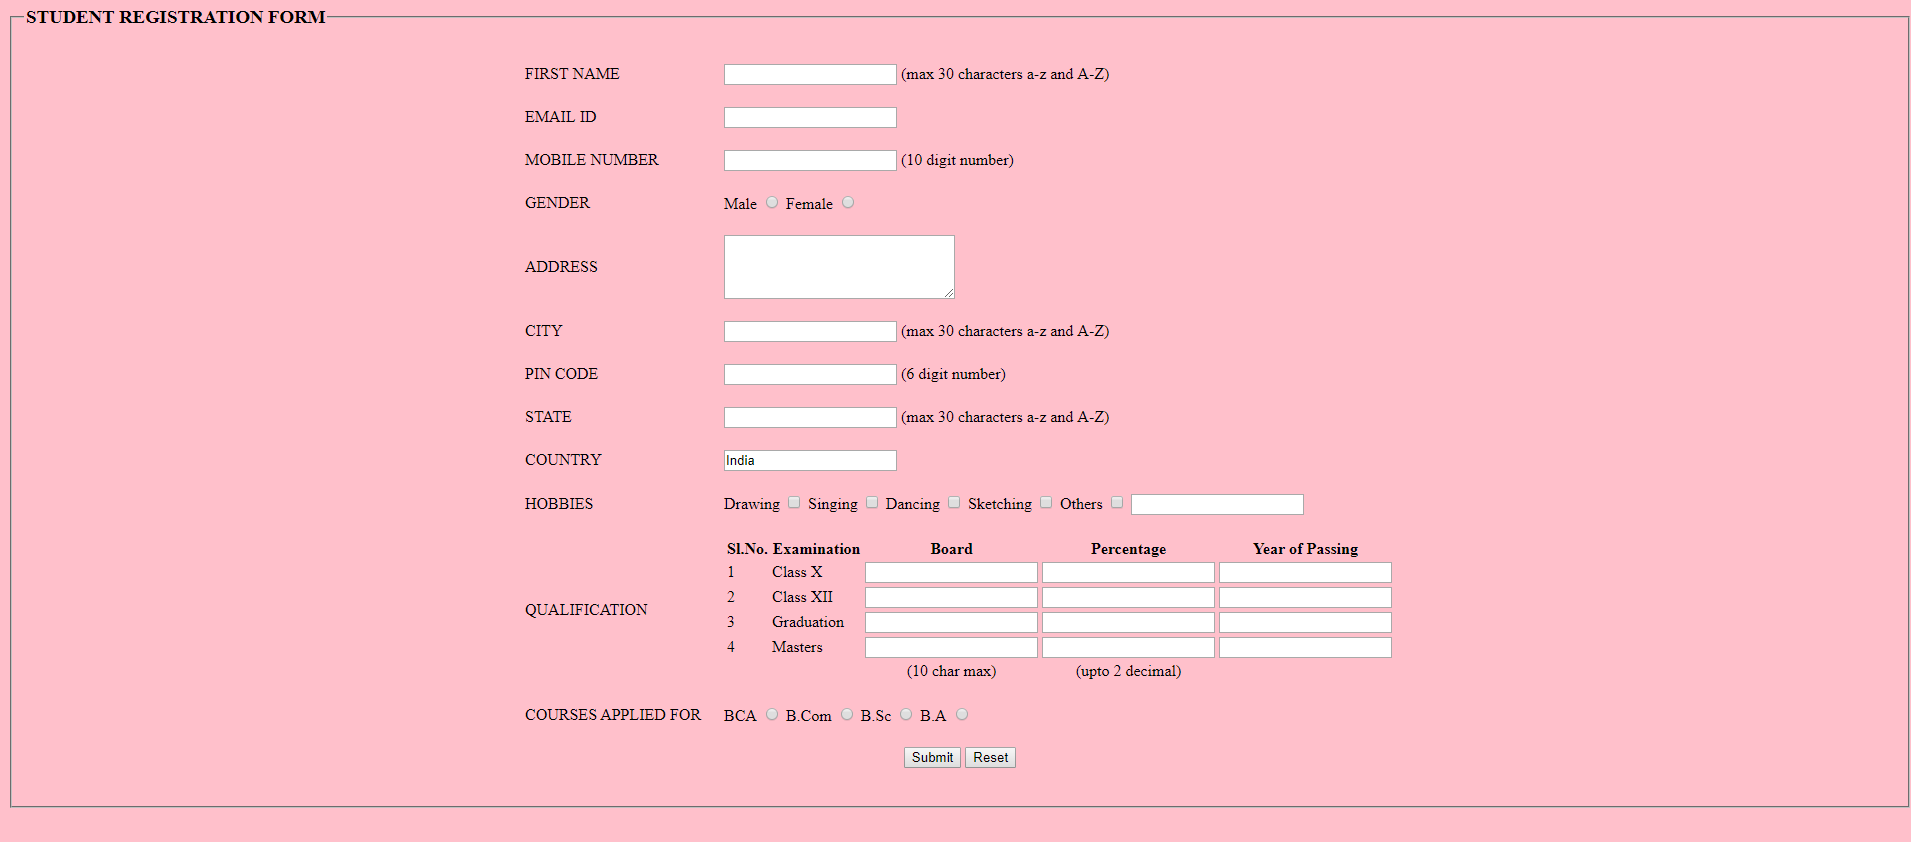 STUDENT REGISTRATION FORM
FIRST NAME (max 30 characters a-z and A-Z)
EMAIL ID
MOBILE NUMBER (10 digit number)
GENDER Male Female
ADDRESS
CITY (max 30 characters a-z and A-Z)
PIN CODE (6 digit number)
STATE (max 30 characters a-z and A-Z)
COUNTRY India
HOBBIES Drawing Singing Dancing Sketching Others
Sl.No. Examination Board Percentage Year of Passing
1 Class X
2 Class XII
QUALIFICATION
3 Graduation
4 Masters
(10 char max) (upto 2 decimal)
COURSES APPLIED FOR BCA B.Com B.Sc B.A
Submit Reset